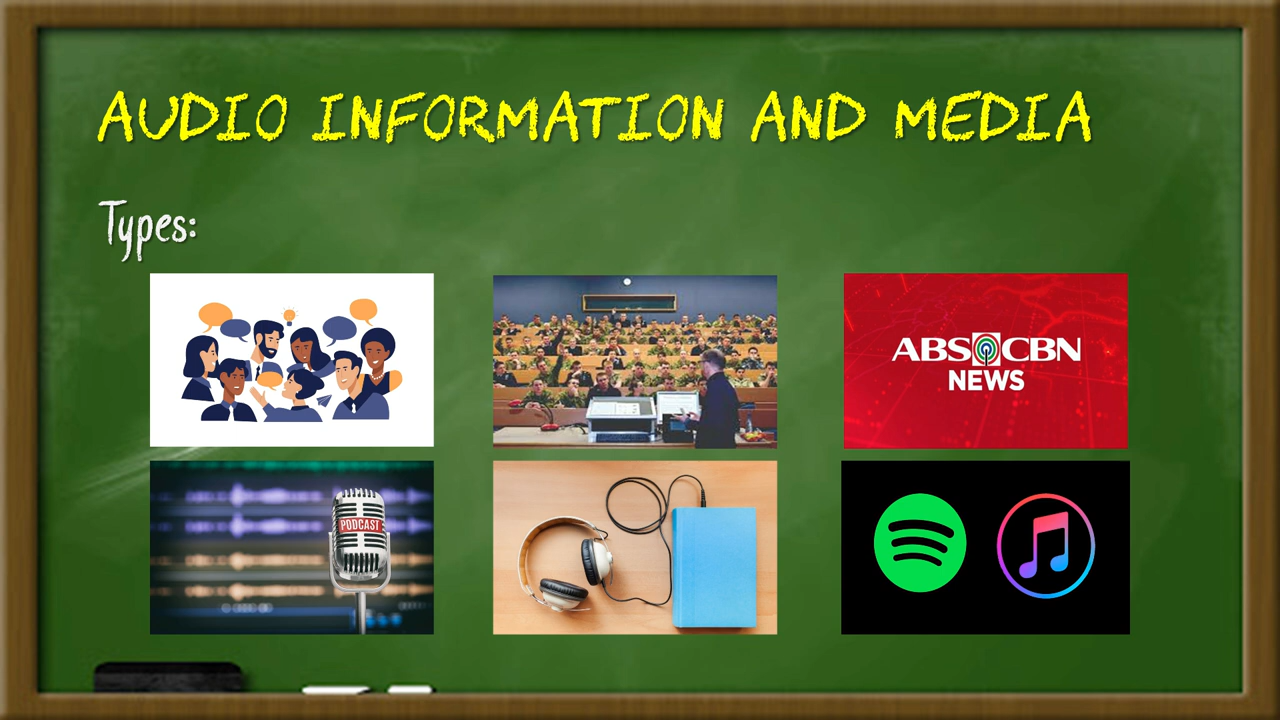 AUDIO INFORMATION AND MEDIA
Types:
ABS CBN
NEWS
PODCAST